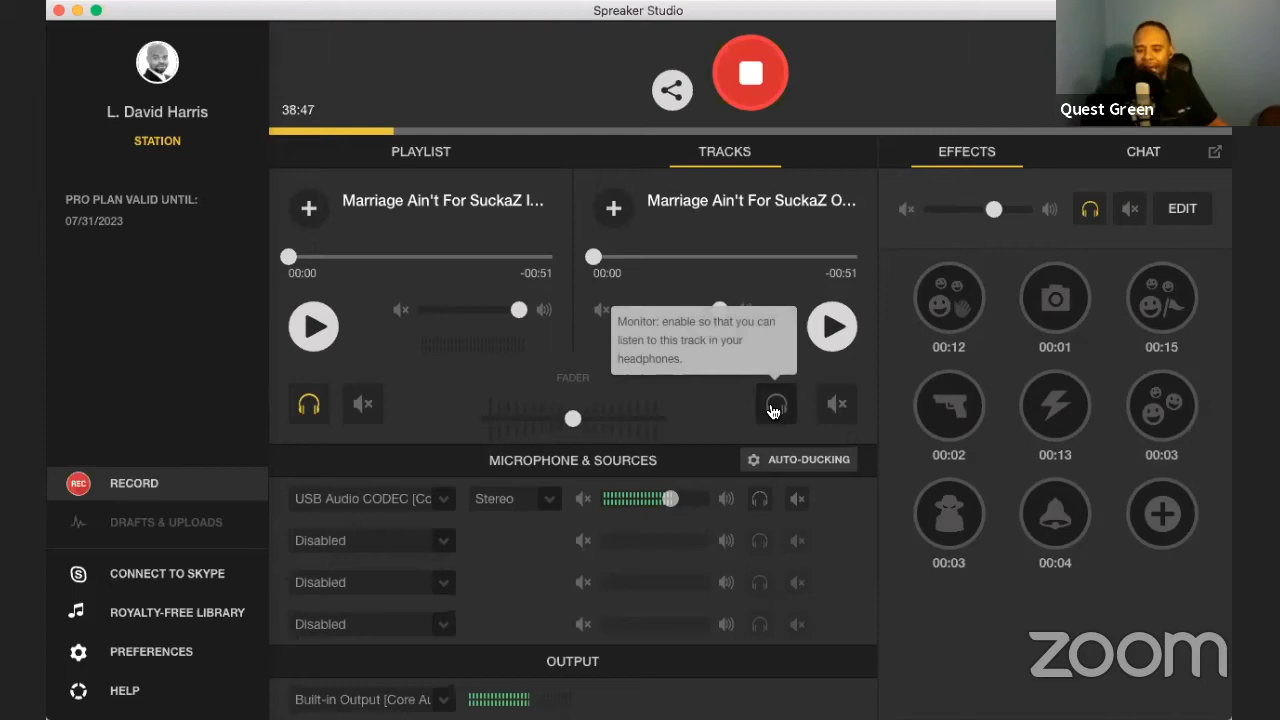 Spreaker Studio
Quest Green
L. David Harris
STATION
PRO PLAN VALID UNTIL:
07/31/2023
38:47
PLAYLIST
TRACKS
EFFECTS
CHAT
Marriage Ain't For SuckaZ I...
Marriage Ain't For SuckaZ O...
EDIT
00:00
-00:51
00:00
-00:51
Monitor: enable so that you can
listen to this track in your
headphones.
FADER
00:12
00:01
00:15
00:02
00:13
00:03
00:03
00:04
MICROPHONE & SOURCES
AUTO-DUCKING
USB Audio CODEC [Co
Stereo
Disabled
Disabled
Disabled
OUTPUT
Built-in Output [Core Au
REC
RECORD
DRAFTS & UPLOADS
CONNECT TO SKYPE
ROYALTY-FREE LIBRARY
PREFERENCES
HELP
zoom